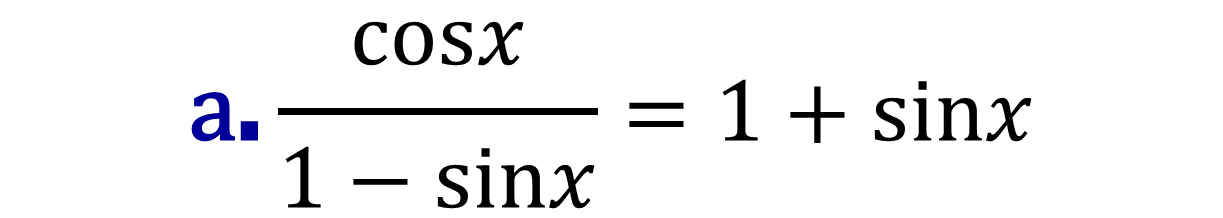 a. cosx / 1 − sinx = 1 + sinx